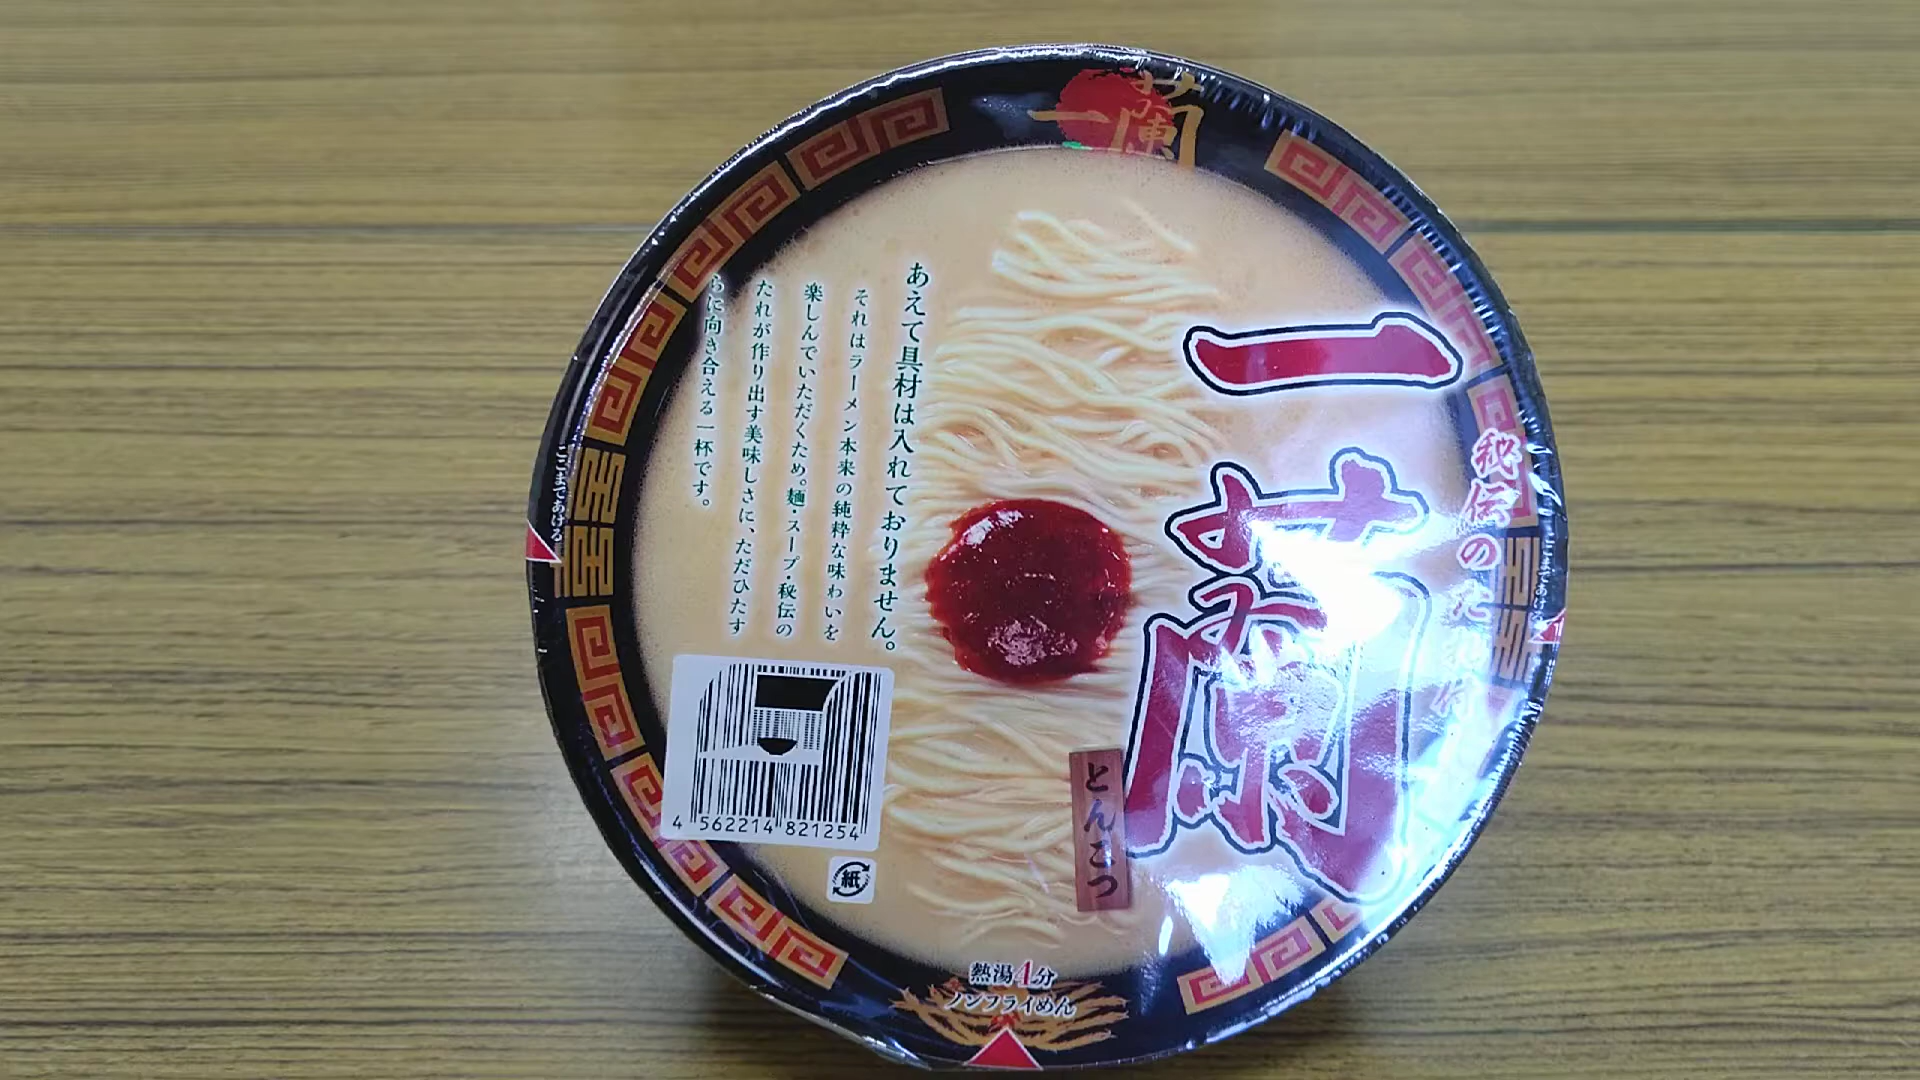 一蘭
一蘭
秘伝のたれ付
とんこつ
あえて具材は入れておりません。
それはラーメン本来の純粋な味わいを
楽しんでいただくため。麺・スープ・秘伝の
たれが作り出す美味しさに、ただひたす
らに向き合える一杯です。
ここまであける
ここまであける
4 562214 821254
紙
熱湯4分
ノンフライめん